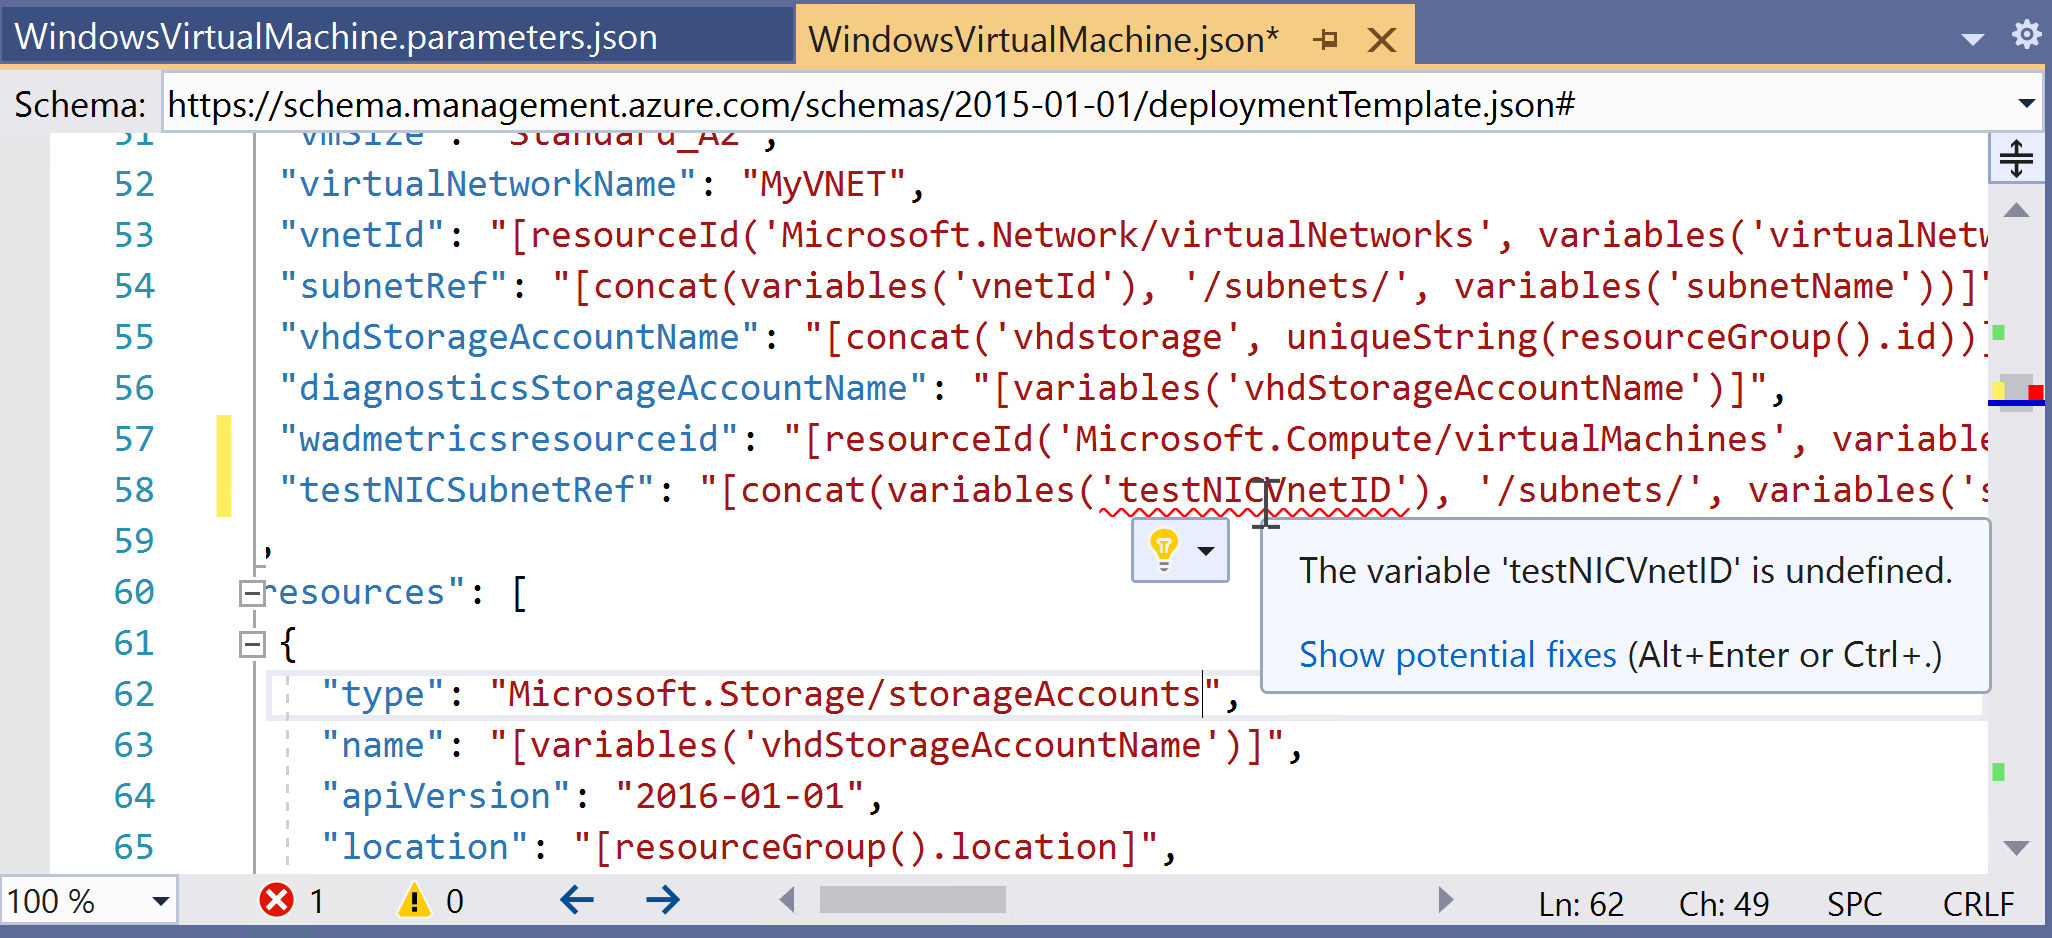 WindowsVirtualMachine.parameters.json
WindowsVirtualMachine.json*
Schema: https://schema.management.azure.com/schemas/2015-01-01/deploymentTemplate.json#
51 "vmSize": "Standard_A2",
52 "virtualNetworkName": "MyVNET",
53 "vnetId": "[resourceId('Microsoft.Network/virtualNetworks', variables('virtualNetw
54 "subnetRef": "[concat(variables('vnetId'), '/subnets/', variables('subnetName'))]"
55 "vhdStorageAccountName": "[concat('vhdstorage', uniqueString(resourceGroup().id))]
56 "diagnosticsStorageAccountName": "[variables('vhdStorageAccountName')]",
57 "wadmetricsresourceid": "[resourceId('Microsoft.Compute/virtualMachines', variable
58 "testNICSubnetRef": "[concat(variables('testNICVnetID'), '/subnets/', variables('s
59 ,
The variable 'testNICVnetID' is undefined.
Show potential fixes (Alt+Enter or Ctrl+.)
60 resources": [
61 {
62 "type": "Microsoft.Storage/storageAccounts",
63 "name": "[variables('vhdStorageAccountName')]",
64 "apiVersion": "2016-01-01",
65 "location": "[resourceGroup().location]",
100 % 1 0 Ln: 62 Ch: 49 SPC CRLF